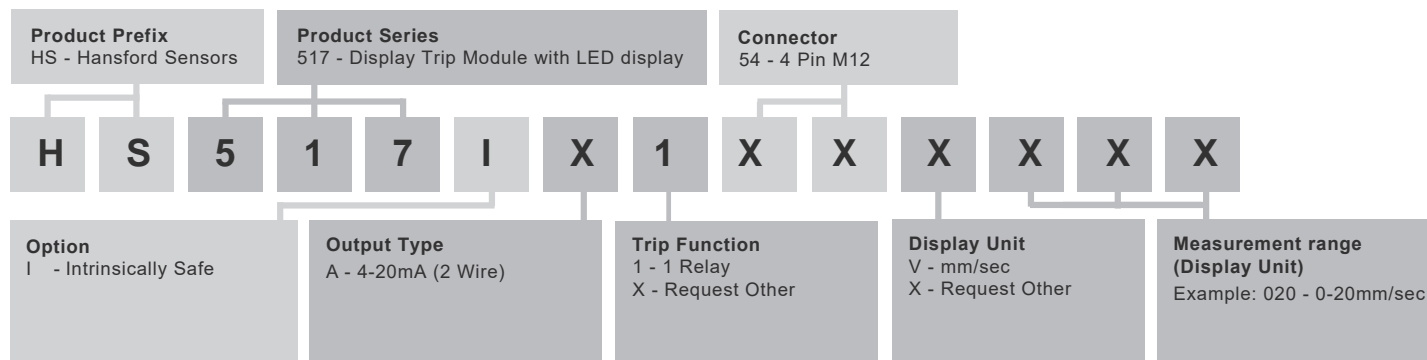 Product Prefix
HS - Hansford Sensors
Product Series
517 - Display Trip Module with LED display
Connector
54 - 4 Pin M12
H S 5 1 7 I X 1 X X X X X X
Option
I - Intrinsically Safe
Output Type
A - 4-20mA (2 Wire)
Trip Function
1 - 1 Relay
X - Request Other
Display Unit
V - mm/sec
X - Request Other
Measurement range
(Display Unit)
Example: 020 - 0-20mm/sec